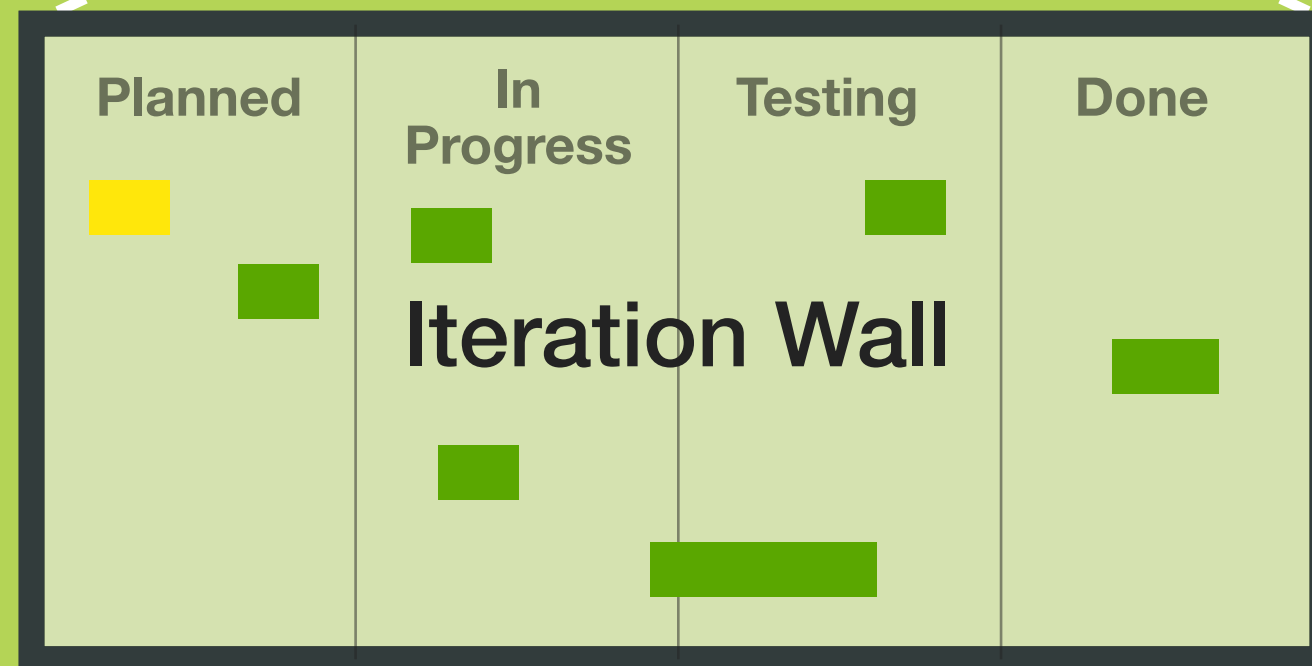 Planned
In
Progress
Testing
Done
Iteration Wall